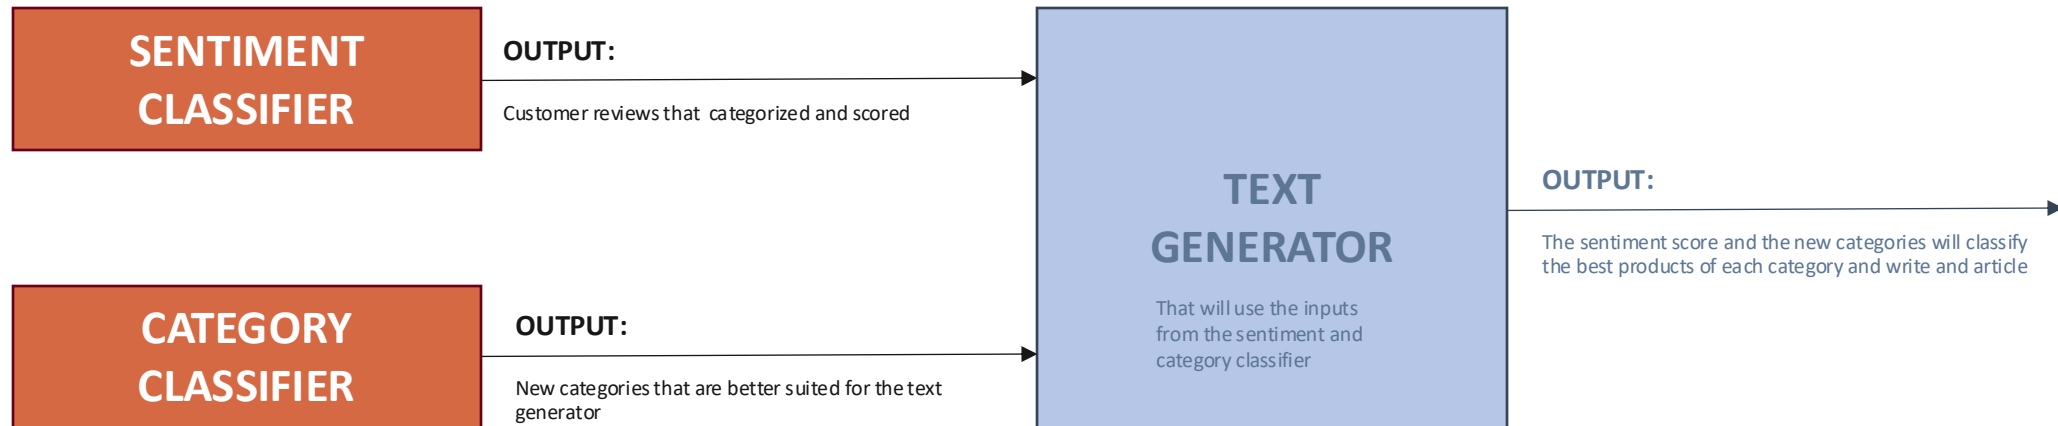 SENTIMENT
CLASSIFIER
OUTPUT:
Customer reviews that categorized and scored
CATEGORY
CLASSIFIER
OUTPUT:
New categories that are better suited for the text
generator
TEXT
GENERATOR
That will use the inputs
from the sentiment and
category classifier
OUTPUT:
The sentiment score and the new categories will classify
the best products of each category and write and article